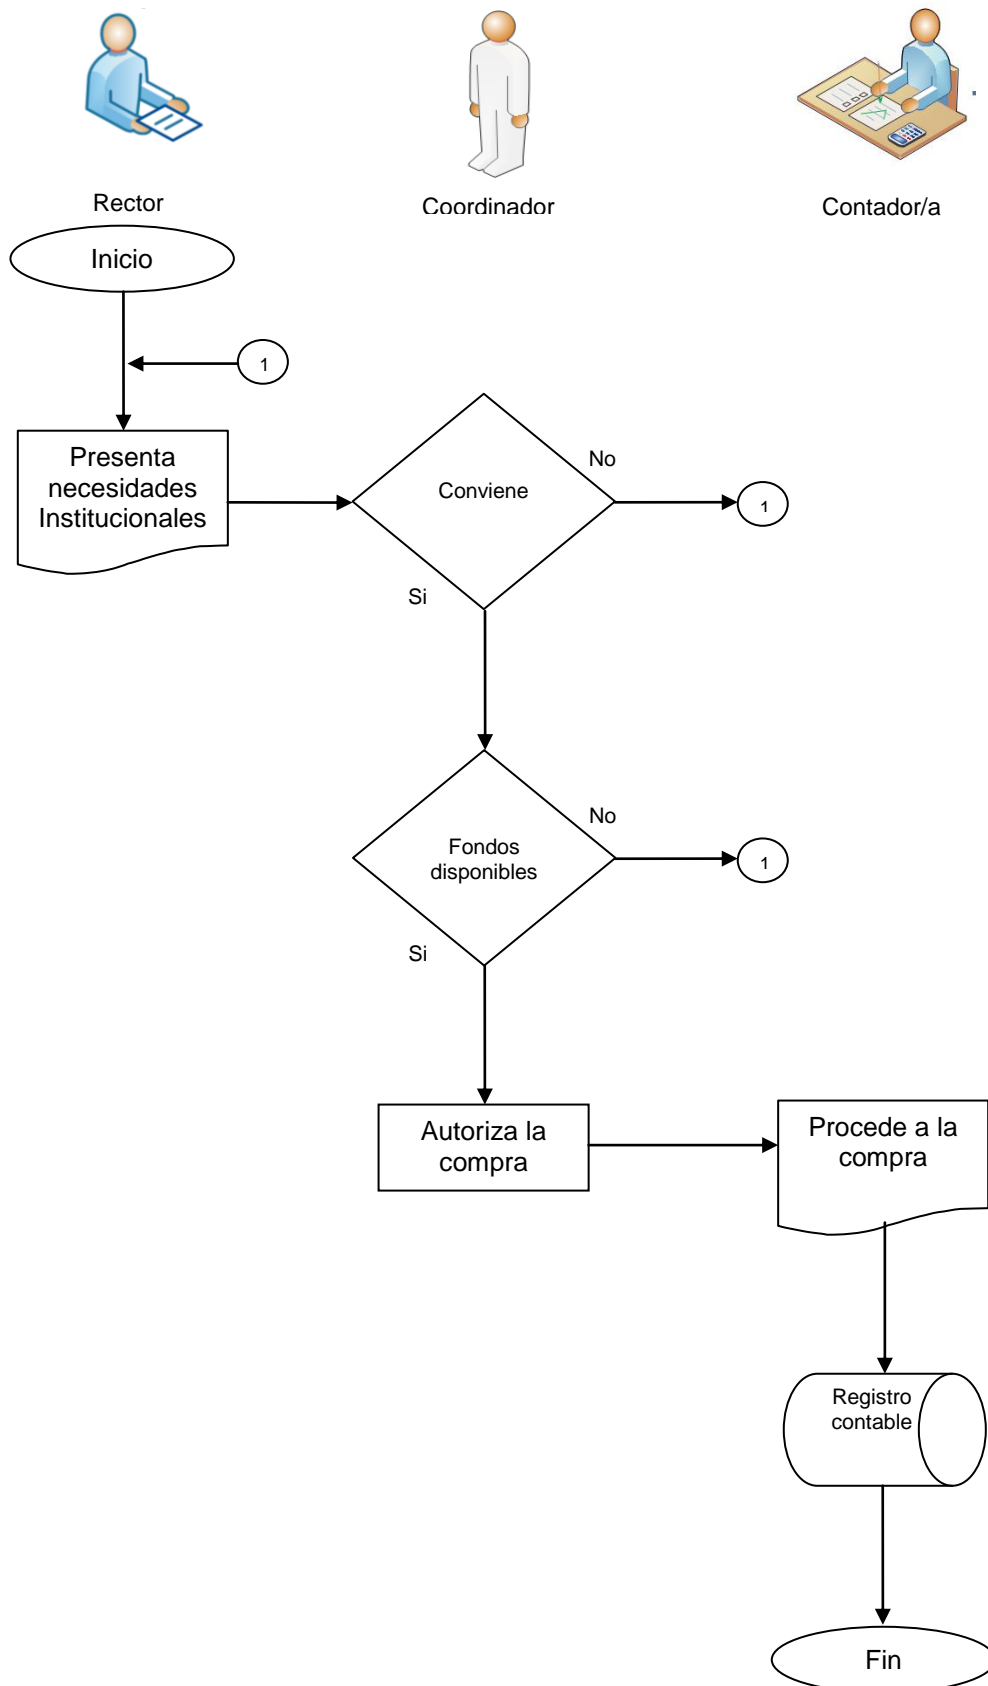 Rector
Coordinador
Contador/a
Inicio
1
Presenta
necesidades
Institucionales
Conviene
No
1
Si
Fondos
disponibles
No
1
Si
Autoriza la
compra
Procede a la
compra
Registro
contable
Fin